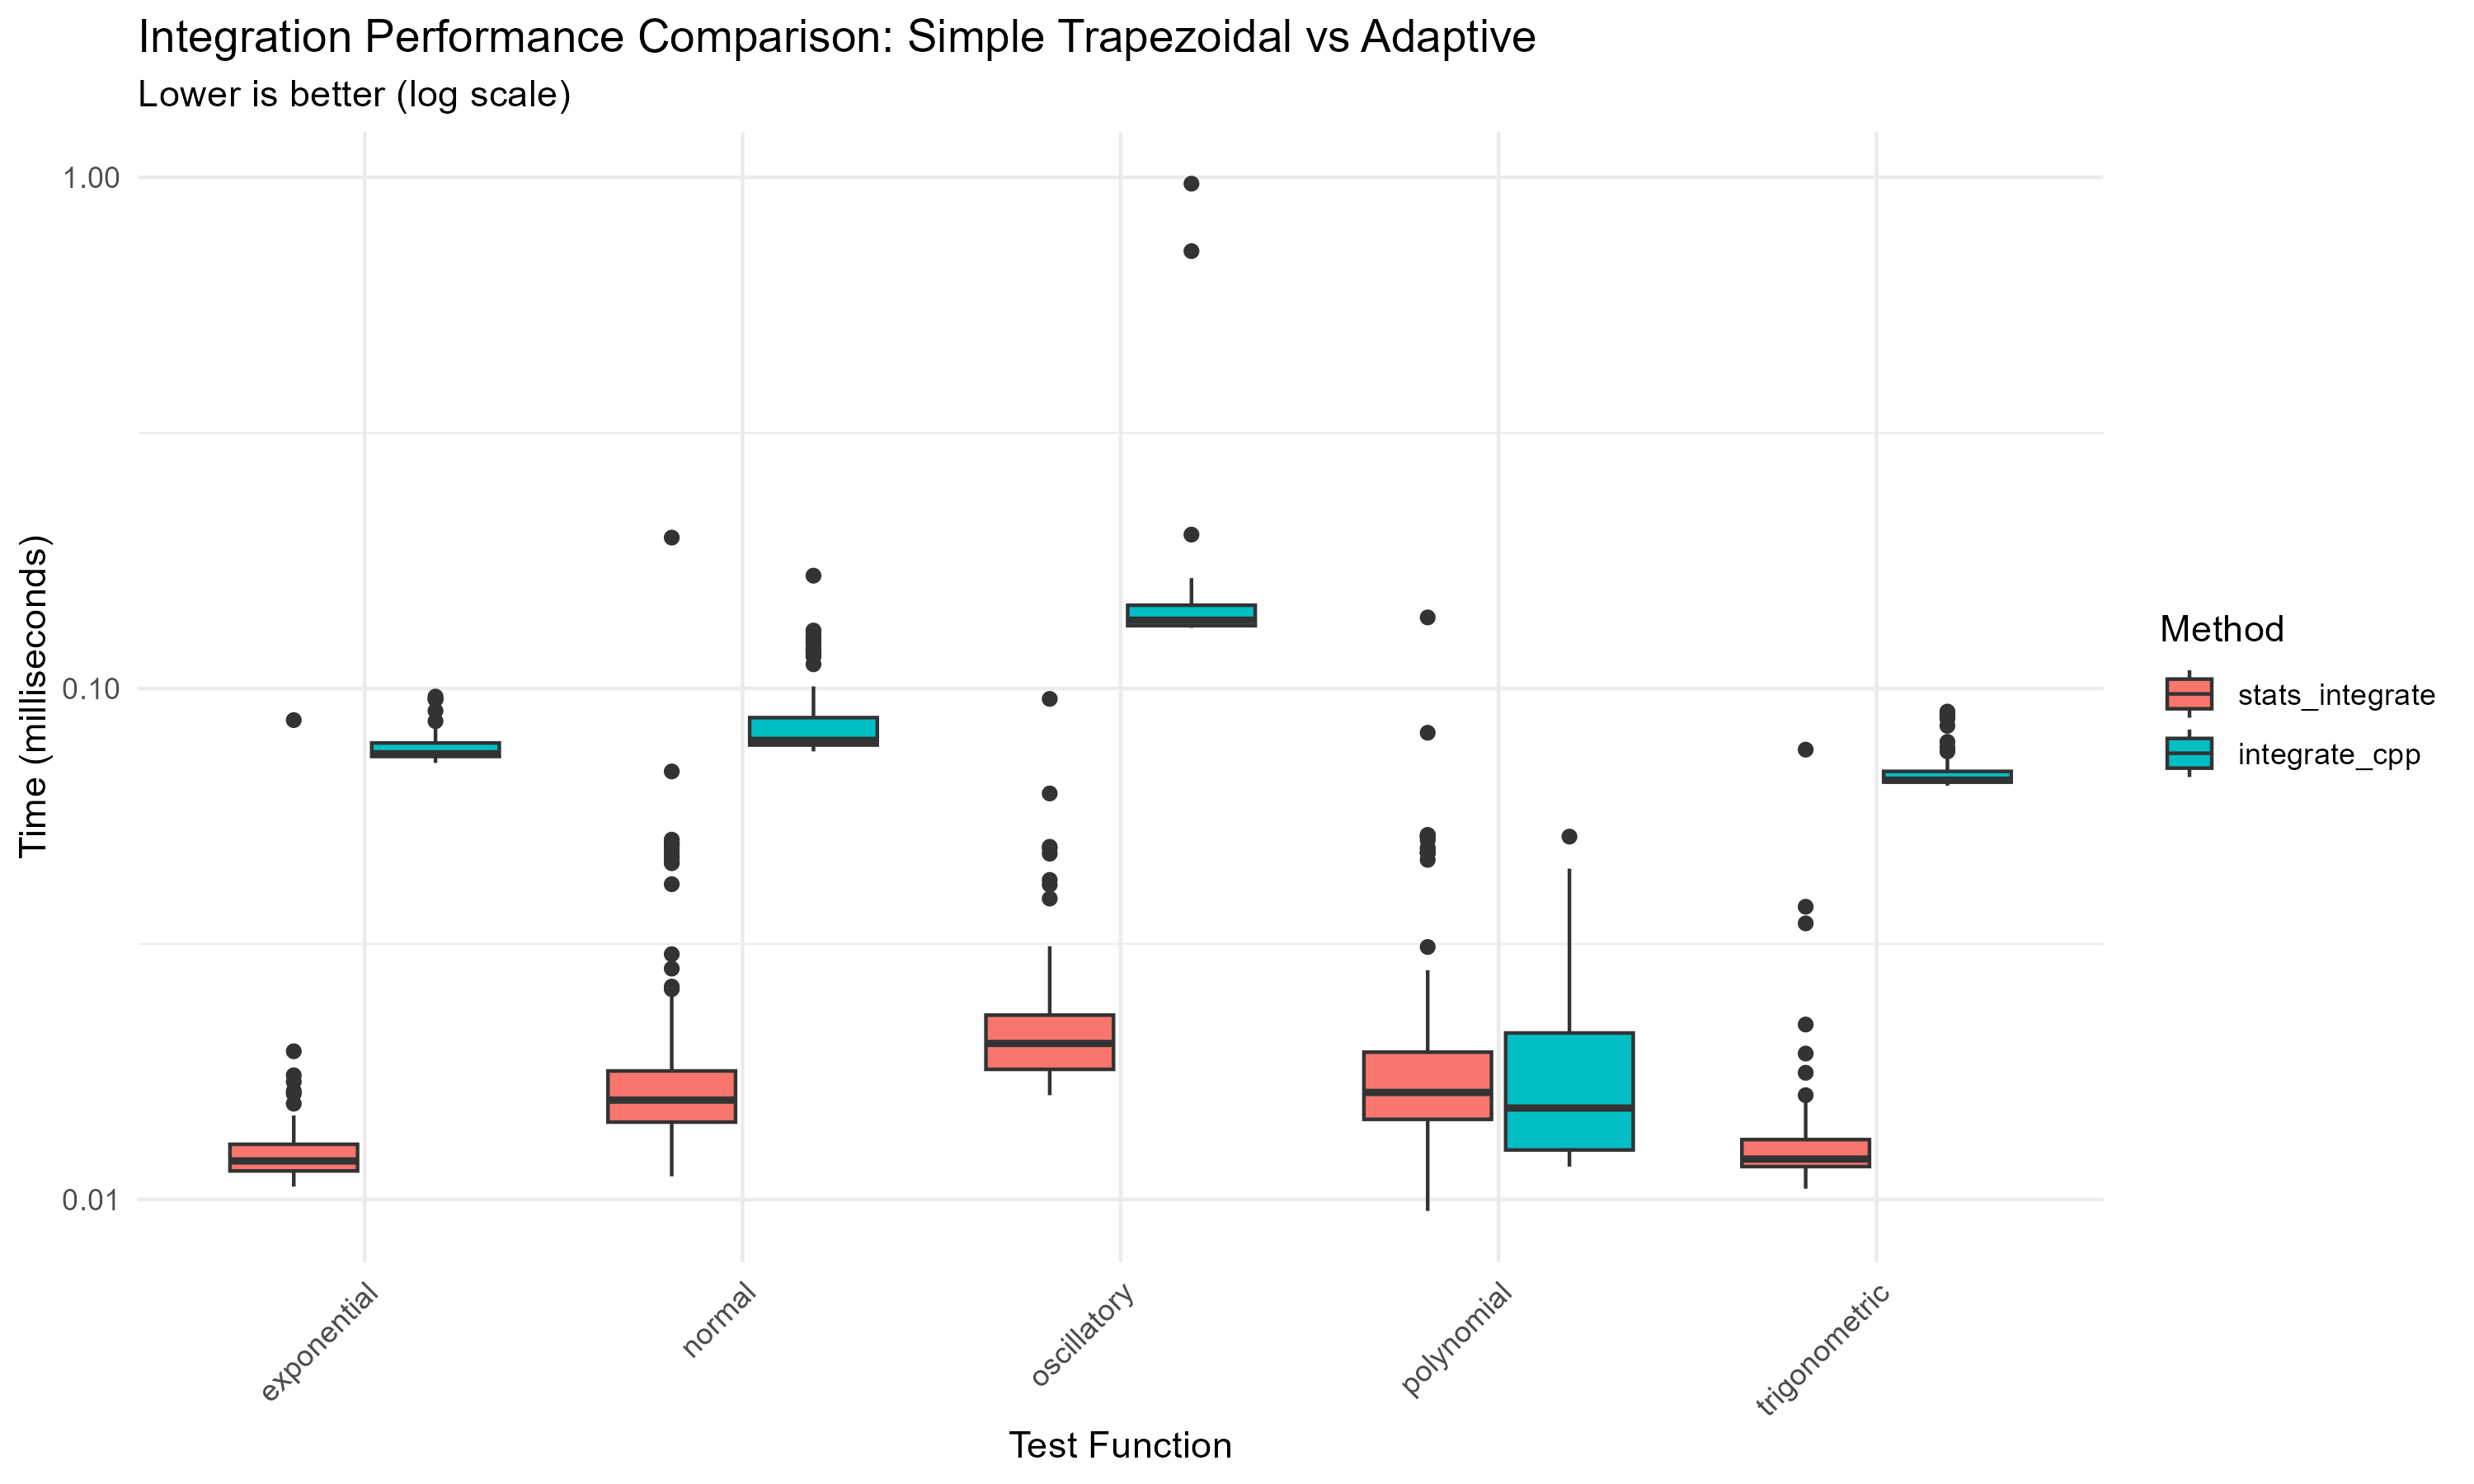 Integration Performance Comparison: Simple Trapezoidal vs Adaptive
Lower is better (log scale)
Time (milliseconds)
1.00
0.10
0.01
exponential
normal
oscillatory
polynomial
trigonometric
Test Function
Method
stats_integrate
integrate_cpp